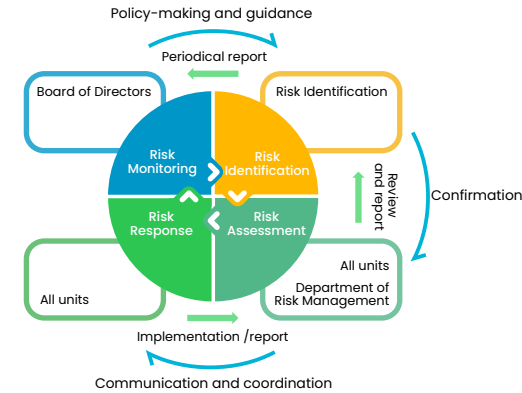 Policy-making and guidance
Periodical report
Board of Directors
Risk Identification
Risk
Monitoring
Risk
Identification
Review
and report
Confirmation
Risk
Response
Risk
Assessment
All units
All units
Department of
Risk Management
Implementation /report
Communication and coordination